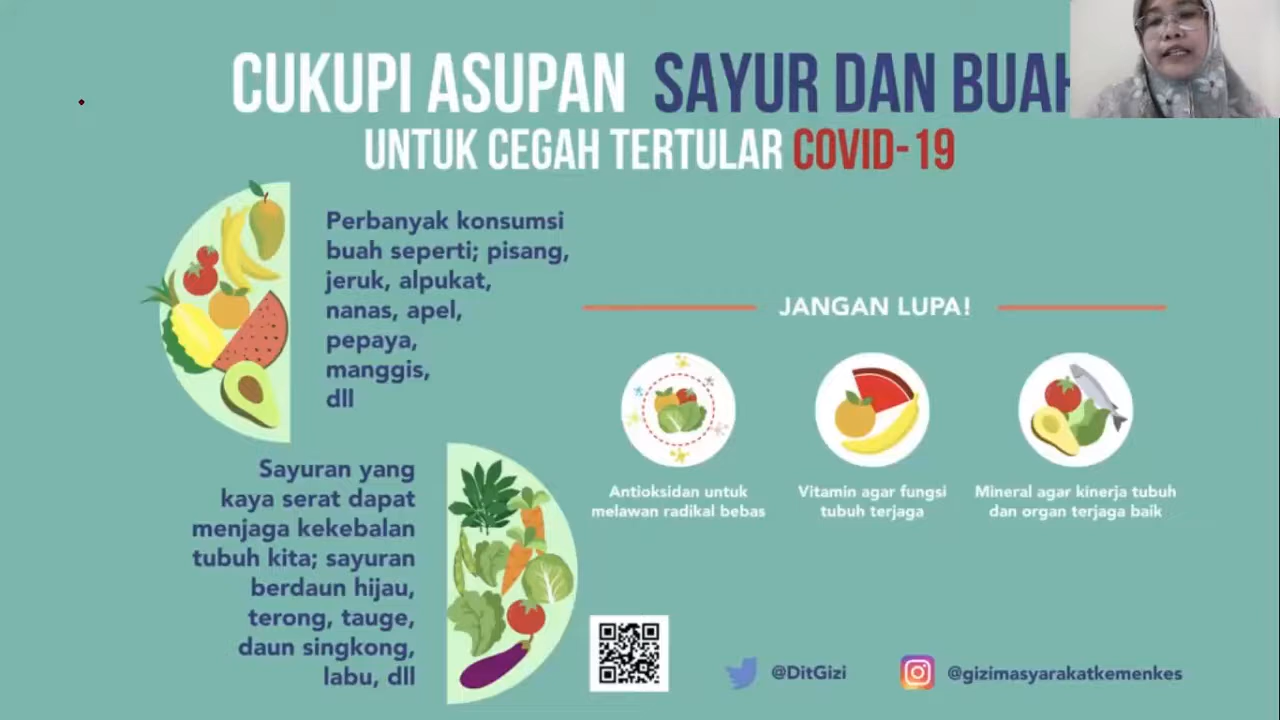 CUKUPI ASUPAN SAYUR DAN BUAH
UNTUK CEGAH TERTULAR COVID-19
Perbanyak konsumsi
buah seperti; pisang,
jeruk, alpukat,
nanas, apel,
pepaya,
manggis,
dll
Sayuran yang
kaya serat dapat
menjaga kekebalan
tubuh kita; sayuran
berdaun hijau,
terong, tauge,
daun singkong,
labu, dll
JANGAN LUPA!
Antioksidan untuk
melawan radikal bebas
Vitamin agar fungsi
tubuh terjaga
Mineral agar kinerja tubuh
dan organ terjaga baik
@DitGizi
@gizimasyarakatkemenkes